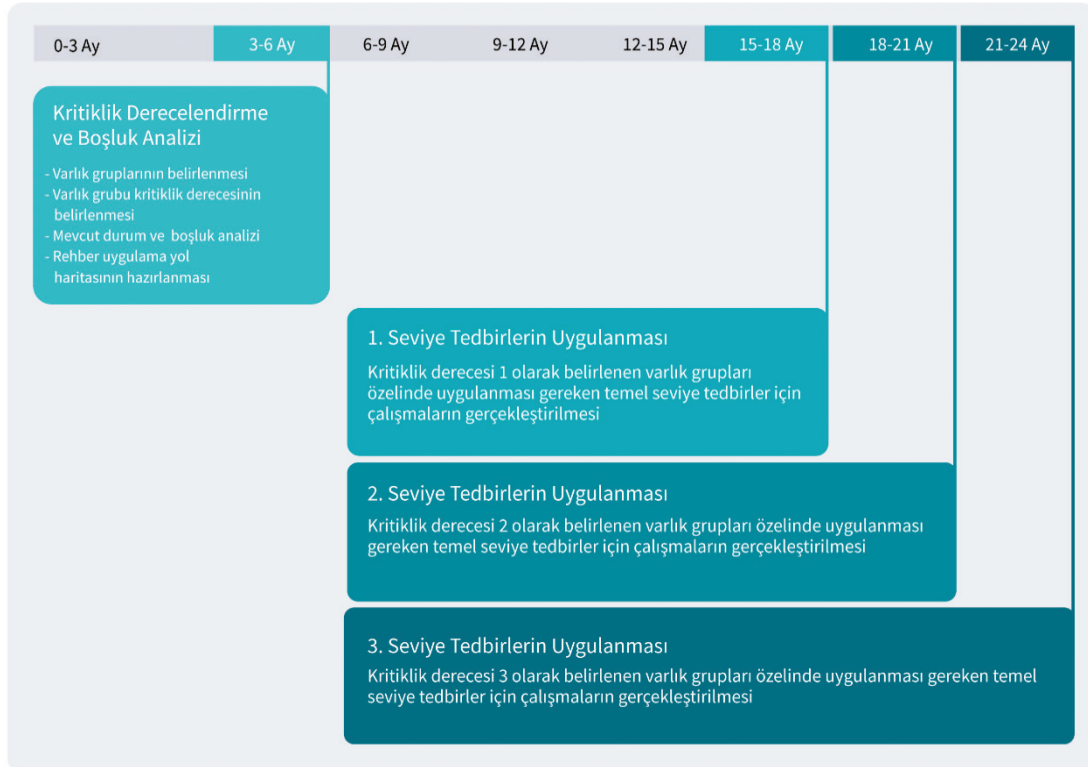 0-3 Ay 3-6 Ay 6-9 Ay 9-12 Ay 12-15 Ay 15-18 Ay 18-21 Ay 21-24 Ay
Kritiklik Derecelendirme
ve Boşluk Analizi
- Varlık gruplarının belirlenmesi
- Varlık grubu kritiklik derecesinin
belirlenmesi
- Mevcut durum ve boşluk analizi
- Rehber uygulama yol
haritasının hazırlanması
1. Seviye Tedbirlerin Uygulanması
Kritiklik derecesi 1 olarak belirlenen varlık grupları
özelinde uygulanması gereken temel seviye tedbirler için
çalışmaların gerçekleştirilmesi
2. Seviye Tedbirlerin Uygulanması
Kritiklik derecesi 2 olarak belirlenen varlık grupları özelinde uygulanması
gereken temel seviye tedbirler için çalışmaların gerçekleştirilmesi
3. Seviye Tedbirlerin Uygulanması
Kritiklik derecesi 3 olarak belirlenen varlık grupları özelinde uygulanması gereken temel
seviye tedbirler için çalışmaların gerçekleştirilmesi